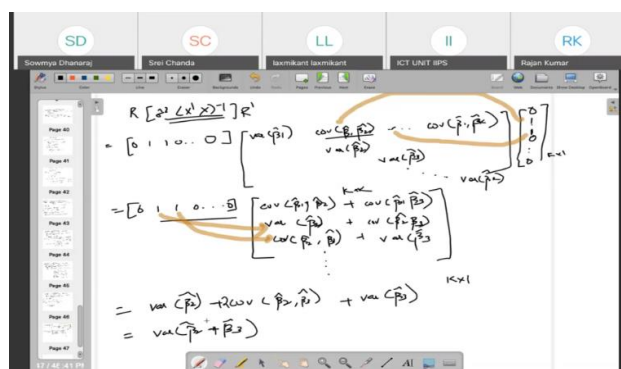 SD
SC
LL
II
RK
Sowmya Dhanaraj
Srei Chanda
laxmikant laxmikant
ICT UNIT IIPS
Rajan Kumar
Page 40
Page 41
Page 42
Page 43
Page 44
Page 45
Page 46
Page 47
R [σ̂² (X'X)⁻¹] R'
= [0 1 1 0.. 0] [var(β̂1) cov(β̂1, β̂2) - .. cov(β̂1, β̂k)
var(β̂2)
var(β̂3)
.. . . . var(β̂k)] K×K [0 1 1 0 : 0] K×1
= [0 1 1 0...0] [cov(β̂1, β̂2) + cov(β̂1 β̂3)
var(β̂2) + cov(β̂2 β̂3)
cov(β̂2, β̂3) + var(β̂3
⋮] K×1
= var(β̂2) + 2cov(β̂2, β̂3) + var(β̂3)
= var(β̂2 + β̂3)